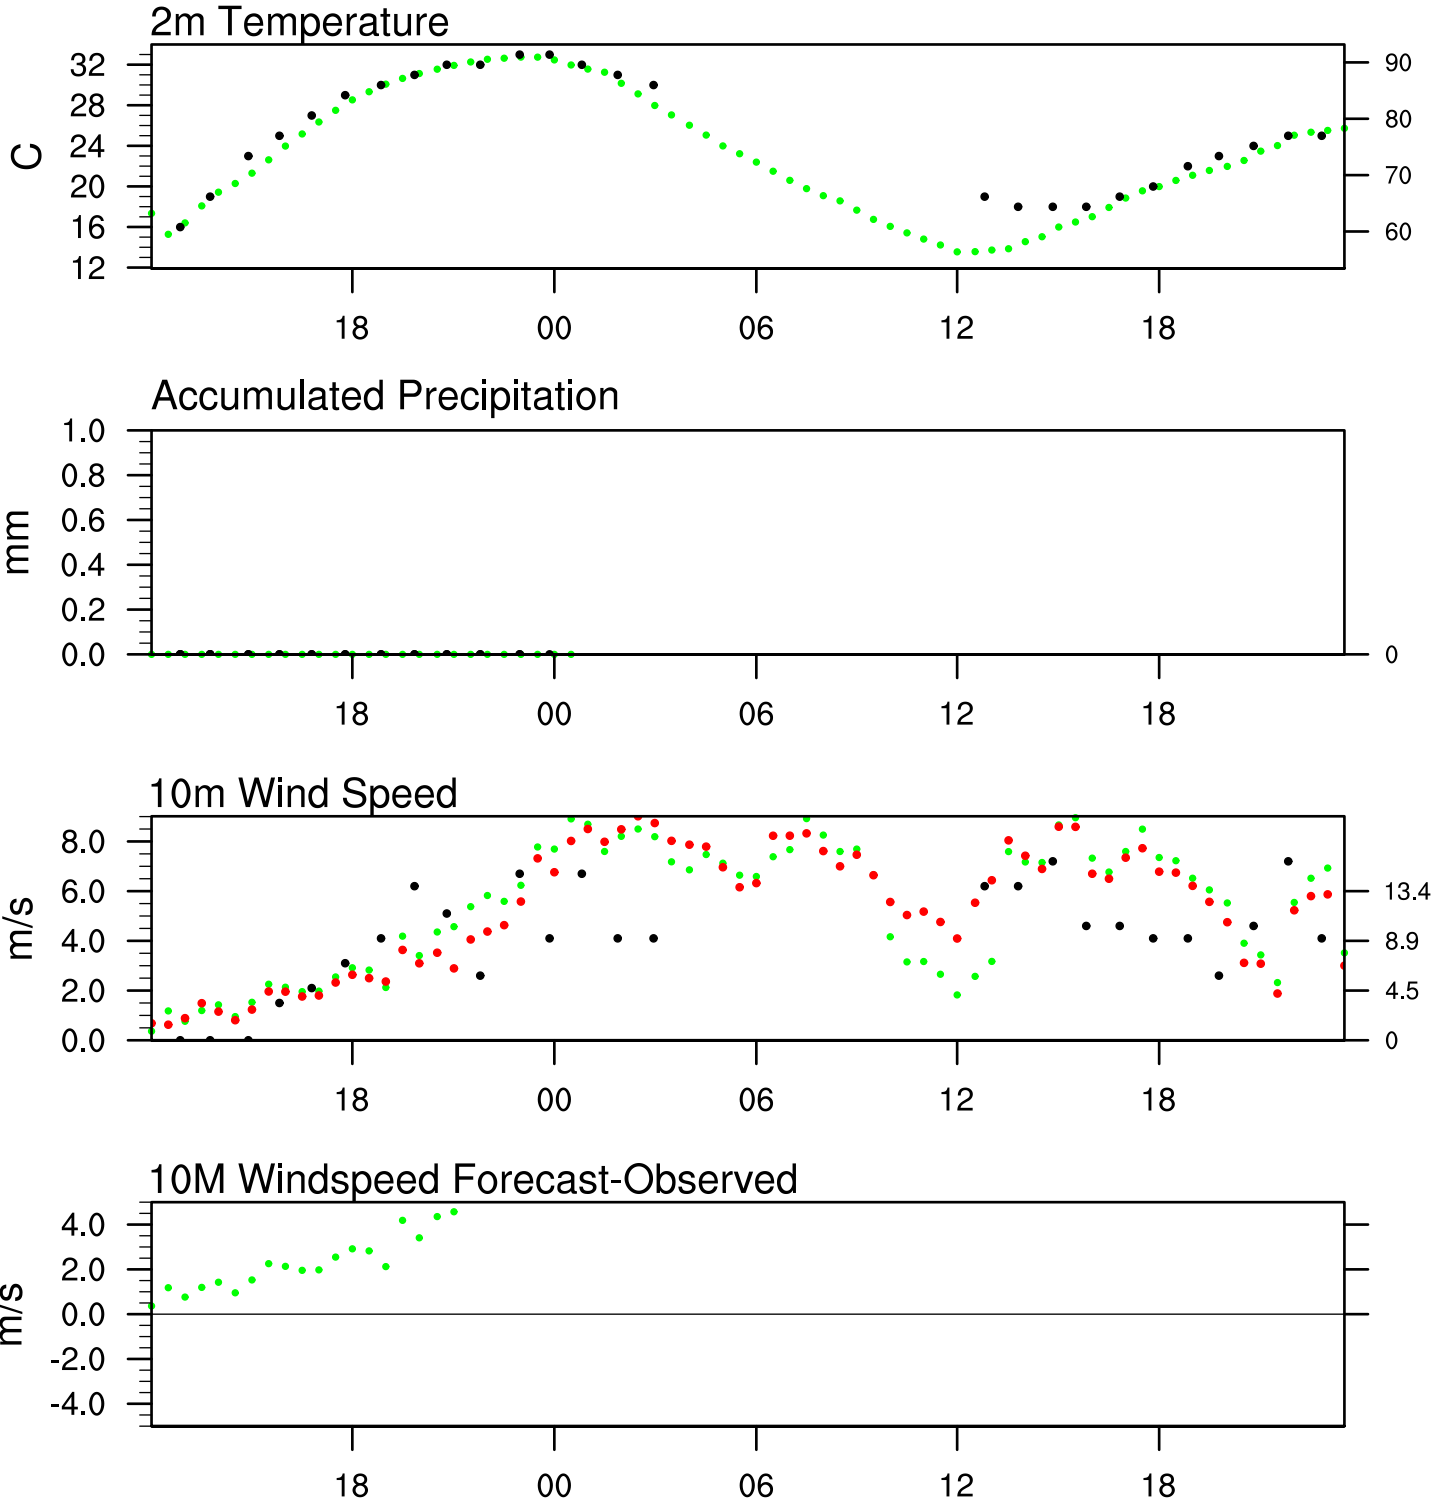 2m Temperature
32
28
24
20
16
12
C
90
80
70
60
18 00 06 12 18
Accumulated Precipitation
1.0
0.8
0.6
0.4
0.2
0.0
mm
0
18 00 06 12 18
10m Wind Speed
8.0
6.0
4.0
2.0
0.0
m/s
13.4
8.9
4.5
0
18 00 06 12 18
10M Windspeed Forecast-Observed
4.0
2.0
0.0
-2.0
-4.0
m/s
18 00 06 12 18